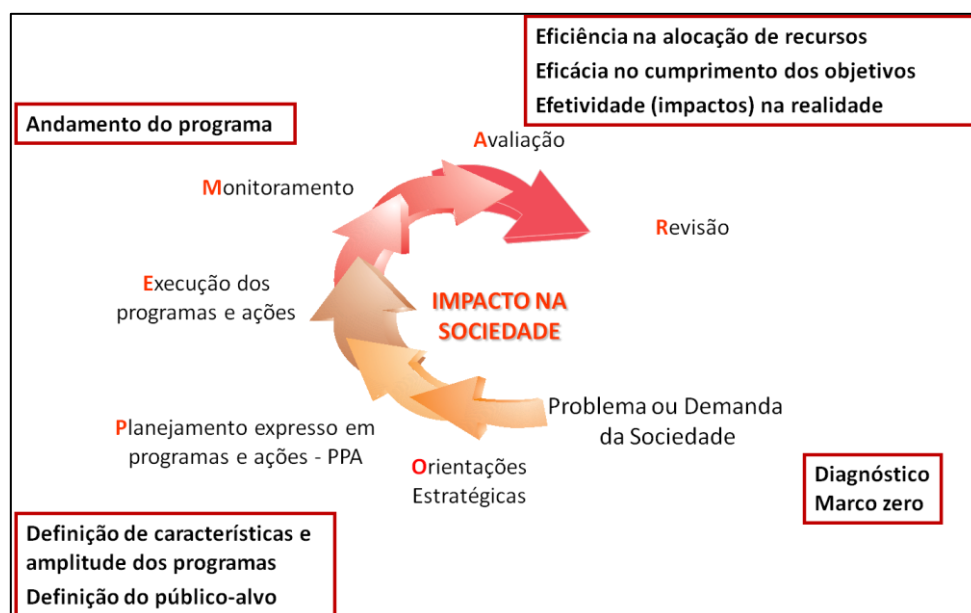 Eficiência na alocação de recursos
Eficácia no cumprimento dos objetivos
Efetividade (impactos) na realidade
Andamento do programa
Avaliação
Monitoramento
Revisão
Execução dos
programas e ações
IMPACTO NA
SOCIEDADE
Problema ou Demanda
da Sociedade
Planejamento expresso em
programas e ações - PPA
Orientações
Estratégicas
Diagnóstico
Marco zero
Definição de características e
amplitude dos programas
Definição do público-alvo